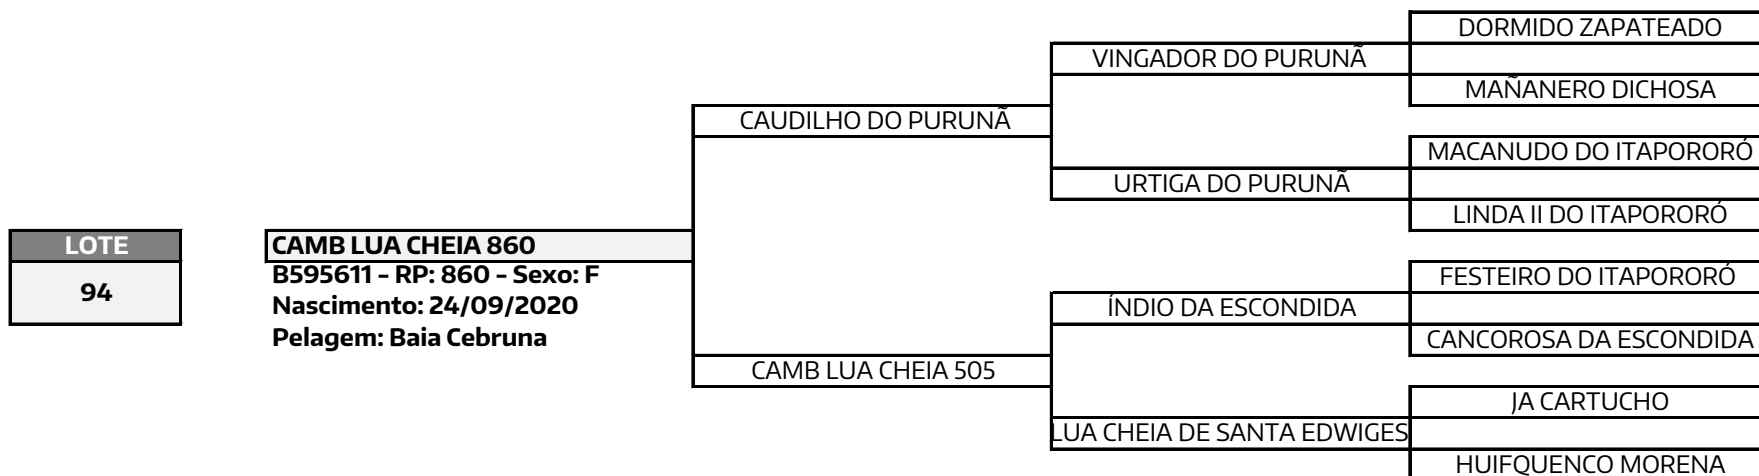 DORMIDO ZAPATEADO
VINGADOR DO PURUNÃ
MAÑANERO DICHOSA
CAUDILHO DO PURUNÃ
MACANUDO DO ITAPORORÓ
URTIGA DO PURUNÃ
LINDA II DO ITAPORORÓ
LOTE
94
CAMB LUA CHEIA 860
B595611 - RP: 860 - Sexo: F
Nascimento: 24/09/2020
Pelagem: Baia Cebruna
FESTEIRO DO ITAPORORÓ
ÍNDIO DA ESCONDIDA
CANCOROSA DA ESCONDIDA
CAMB LUA CHEIA 505
JA CARTUCHO
LUA CHEIA DE SANTA EDWIGES
HUIFQUENCO MORENA